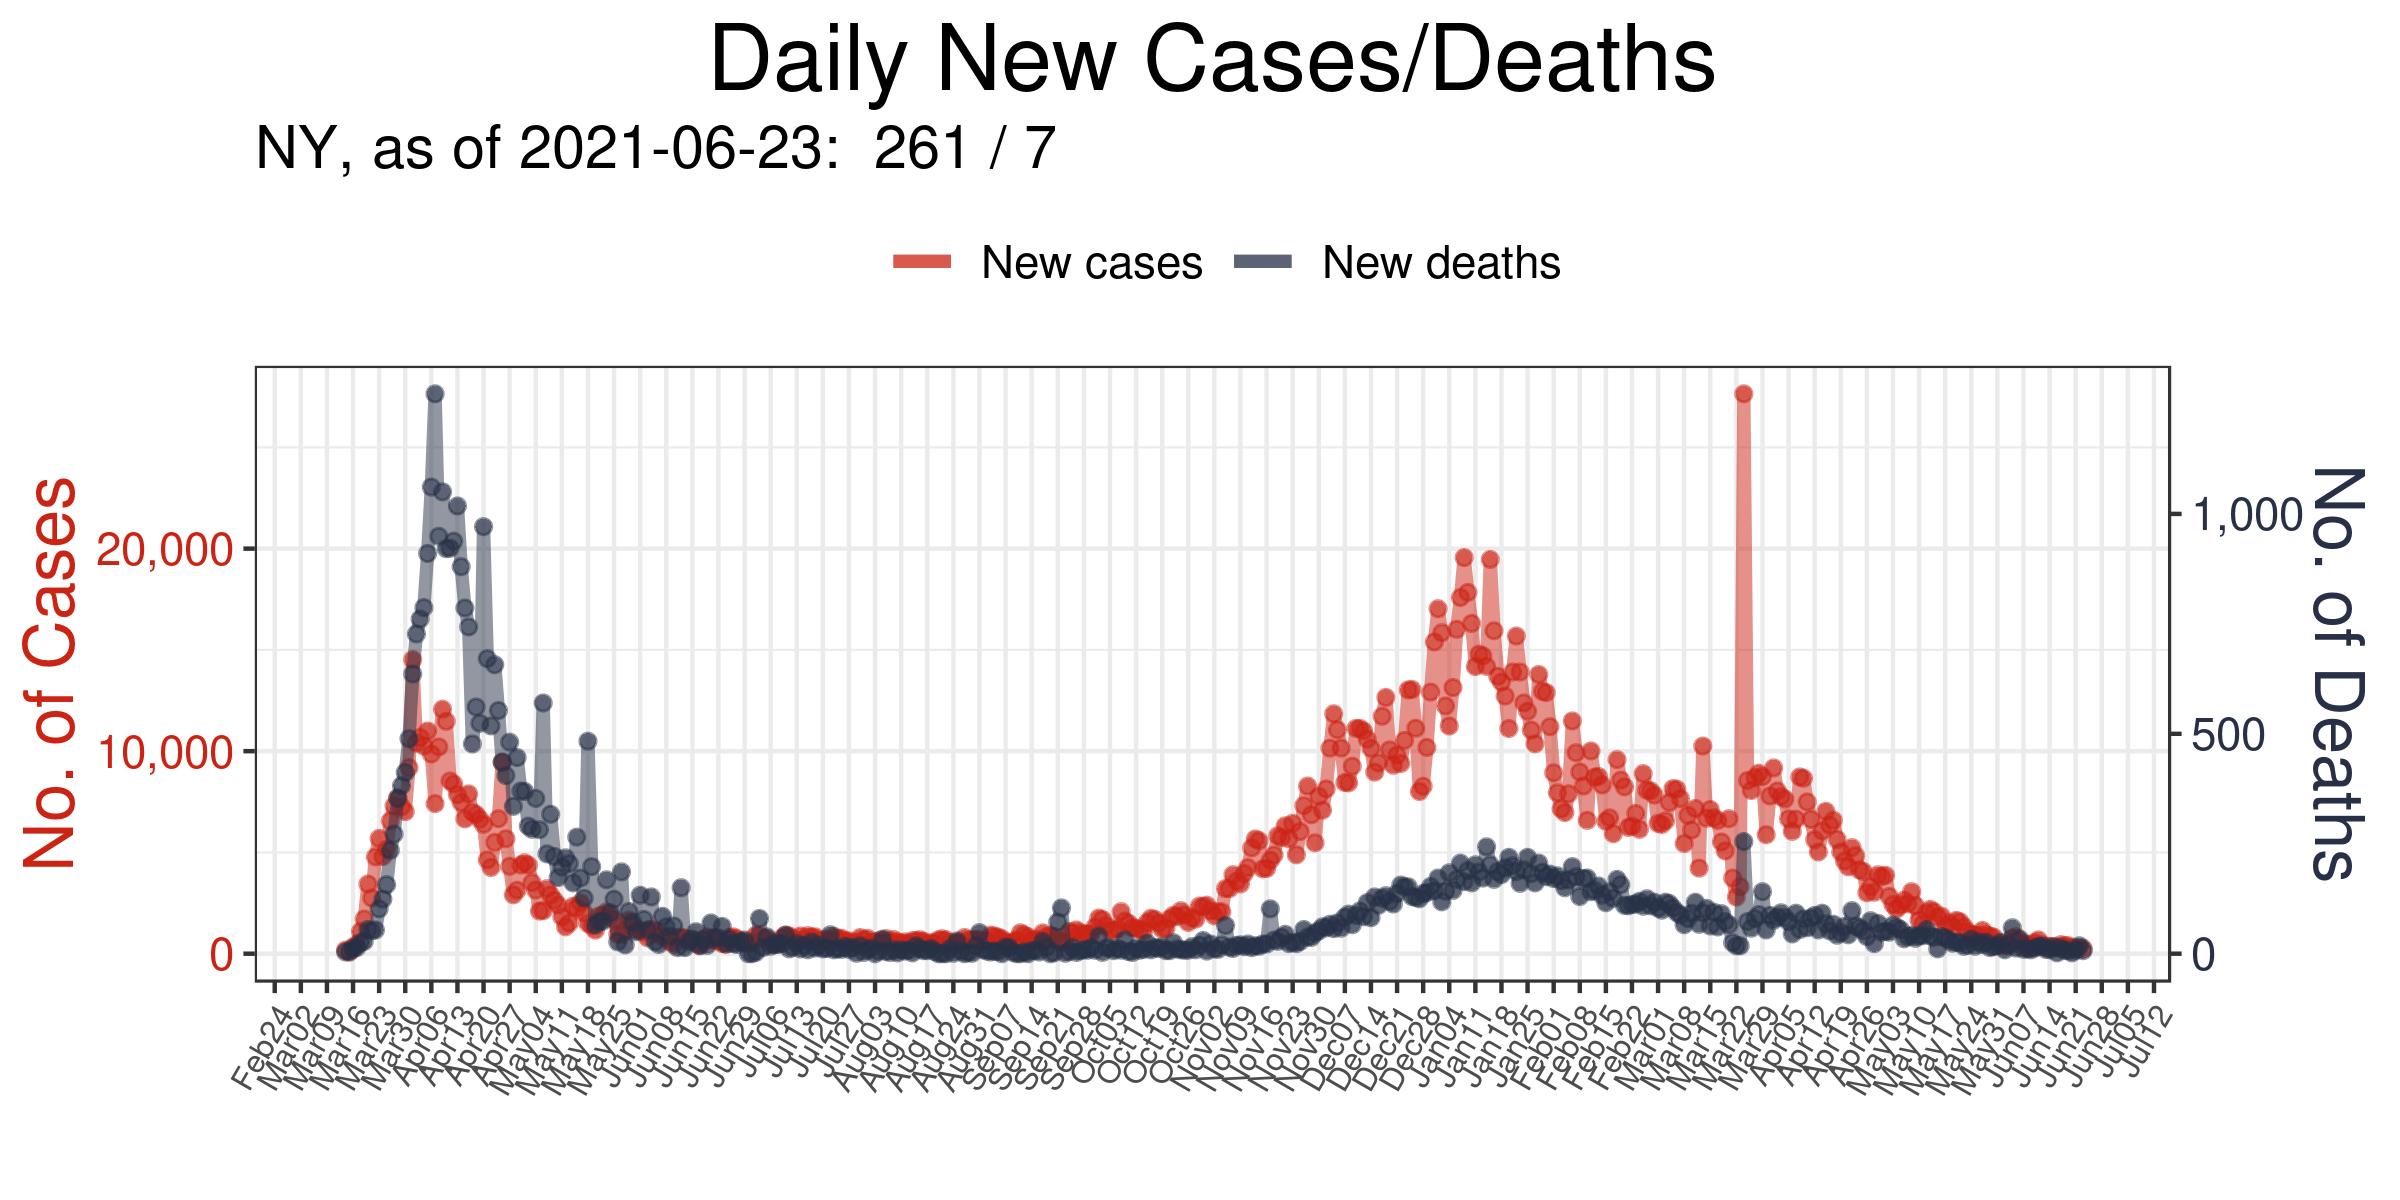 Daily New Cases/Deaths
NY, as of 2021-06-23:  261 / 7
New cases
New deaths
No. of Cases
20,000
10,000
0
1,000
500
0
No. of Deaths
Feb24
Mar02
Mar09
Mar16
Mar23
Mar30
Apr06
Apr13
Apr20
Apr27
May04
May11
May18
May25
Jun01
Jun08
Jun15
Jun22
Jun29
Jul06
Jul13
Jul20
Jul27
Aug03
Aug10
Aug17
Aug24
Aug31
Sep07
Sep14
Sep21
Sep28
Oct05
Oct12
Oct19
Oct26
Nov02
Nov09
Nov16
Nov23
Nov30
Dec07
Dec14
Dec21
Dec28
Jan04
Jan11
Jan18
Jan25
Feb01
Feb08
Feb15
Feb22
Mar01
Mar08
Mar15
Mar22
Mar29
Apr05
Apr12
Apr19
Apr26
May03
May10
May17
May24
May31
Jun07
Jun14
Jun21
Jun28
Jul05
Jul12